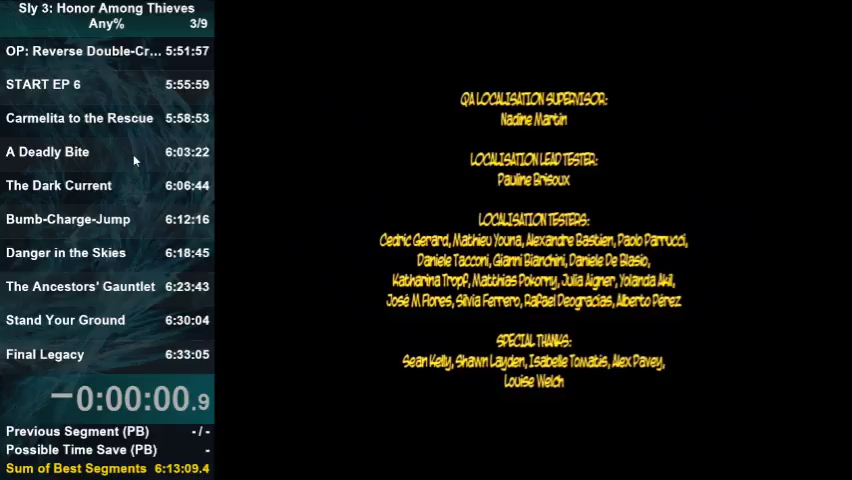 Sly 3: Honor Among Thieves
Any%
3/9
OP: Reverse Double-Cr... 5:51:57
START EP 6 5:55:59
Carmelita to the Rescue 5:58:53
A Deadly Bite 6:03:22
The Dark Current 6:06:44
Bumb-Charge-Jump 6:12:16
Danger in the Skies 6:18:45
The Ancestors' Gauntlet 6:23:43
Stand Your Ground 6:30:04
Final Legacy 6:33:05
−0:00:00.9
Previous Segment (PB) - / -
Possible Time Save (PB) -
Sum of Best Segments 6:13:09.4
QA LOCALISATION SUPERVISOR:
Nadine Martin
LOCALISATION LEAD TESTER:
Pauline Brisoux
LOCALISATION TESTERS:
Cedric Gerard, Mathieu Youna, Alexandre Bastien, Paolo Parrucci,
Daniele Tacconi, Gianni Bianchini, Daniele De Blasio,
Katharina Tropf, Matthias Pokorny, Julia Aigner, Yolanda Akil,
José M Flores, Silvia Ferrero, Rafael Deogracias, Alberto Pérez
SPECIAL THANKS:
Sean Kelly, Shawn Layden, Isabelle Tomatis, Alex Pavey,
Louise Welch